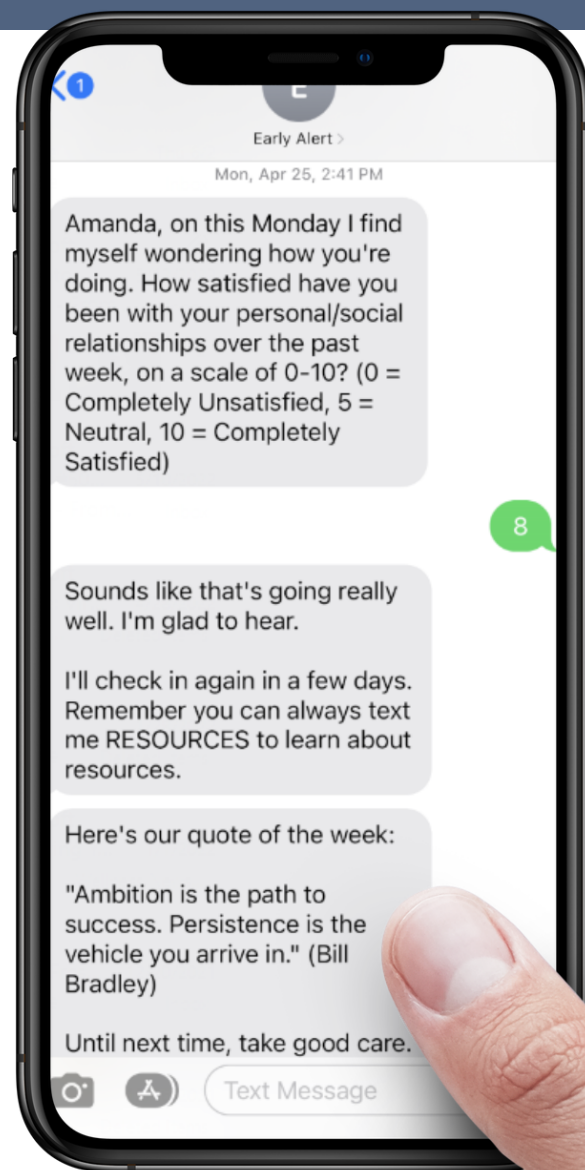 1
E
Early Alert >
Mon, Apr 25, 2:41 PM
Amanda, on this Monday I find
myself wondering how you're
doing. How satisfied have you
been with your personal/social
relationships over the past
week, on a scale of 0-10? (0 =
Completely Unsatisfied, 5 =
Neutral, 10 = Completely
Satisfied)
8
Sounds like that's going really
well. I'm glad to hear.
I'll check in again in a few days.
Remember you can always text
me RESOURCES to learn about
resources.
Here's our quote of the week:
"Ambition is the path to
success. Persistence is the
vehicle you arrive in." (Bill
Bradley)
Until next time, take good care.
Text Message